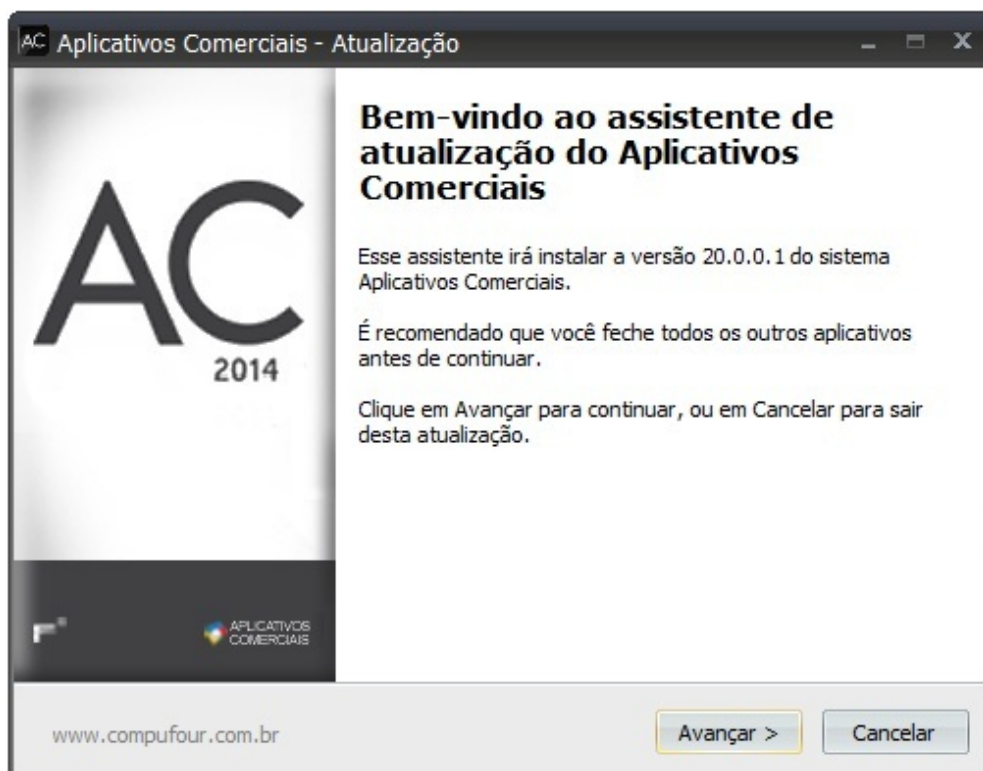 AC Aplicativos Comerciais - Atualização
AC
2014
APLICATIVOS
COMERCIAIS
Bem-vindo ao assistente de
atualização do Aplicativos
Comerciais
Esse assistente irá instalar a versão 20.0.0.1 do sistema
Aplicativos Comerciais.
É recomendado que você feche todos os outros aplicativos
antes de continuar.
Clique em Avançar para continuar, ou em Cancelar para sair
desta atualização.
www.compufour.com.br
Avançar >
Cancelar